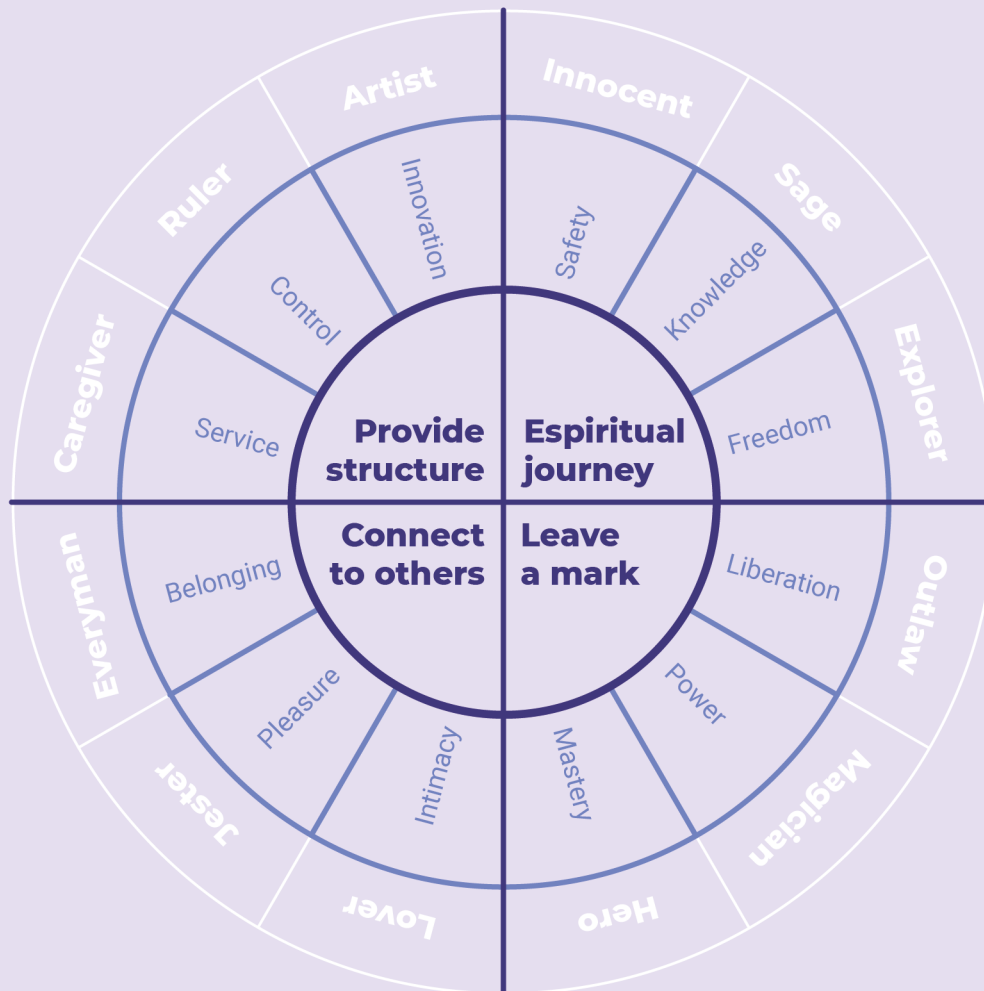 Innocent
Sage
Explorer
Outlaw
Magician
Hero
Lover
Jester
Everyman
Caregiver
Ruler
Artist
Safety
Knowledge
Freedom
Liberation
Power
Mastery
Intimacy
Pleasure
Belonging
Service
Control
Innovation
Provide
structure
Espiritual
journey
Connect
to others
Leave
a mark